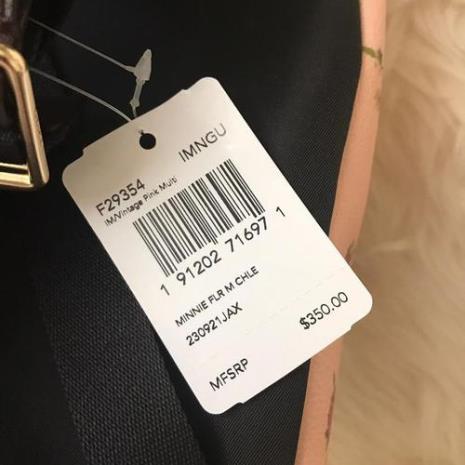 IMNGU
F29354
IM/Vintage Pink Multi
1 91202 71697 1
MINNIE FLR M CHLE
230921JAX
$350.00
MFSRP